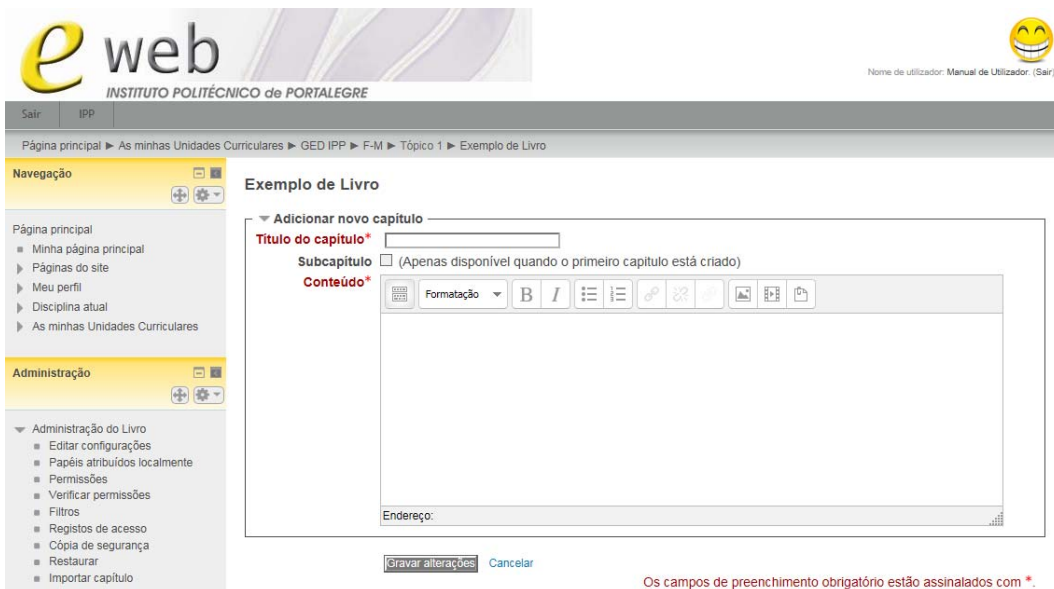 e web
INSTITUTO POLITÉCNICO de PORTALEGRE
Nome de utilizador: Manual de Utilizador. (Sair)
Sair IPP
Página principal ► As minhas Unidades Curriculares ► GED IPP ► F-M ► Tópico 1 ► Exemplo de Livro
Navegação
Página principal
Minha página principal
Páginas do site
Meu perfil
Disciplina atual
As minhas Unidades Curriculares
Administração
Administração do Livro
Editar configurações
Papéis atribuídos localmente
Permissões
Verificar permissões
Filtros
Registos de acesso
Cópia de segurança
Restaurar
Importar capítulo
Exemplo de Livro
Adicionar novo capítulo
Título do capítulo*
Subcapítulo (Apenas disponível quando o primeiro capitulo está criado)
Conteúdo*
Formatação B I
Endereço:
Gravar alterações Cancelar
Os campos de preenchimento obrigatório estão assinalados com *.